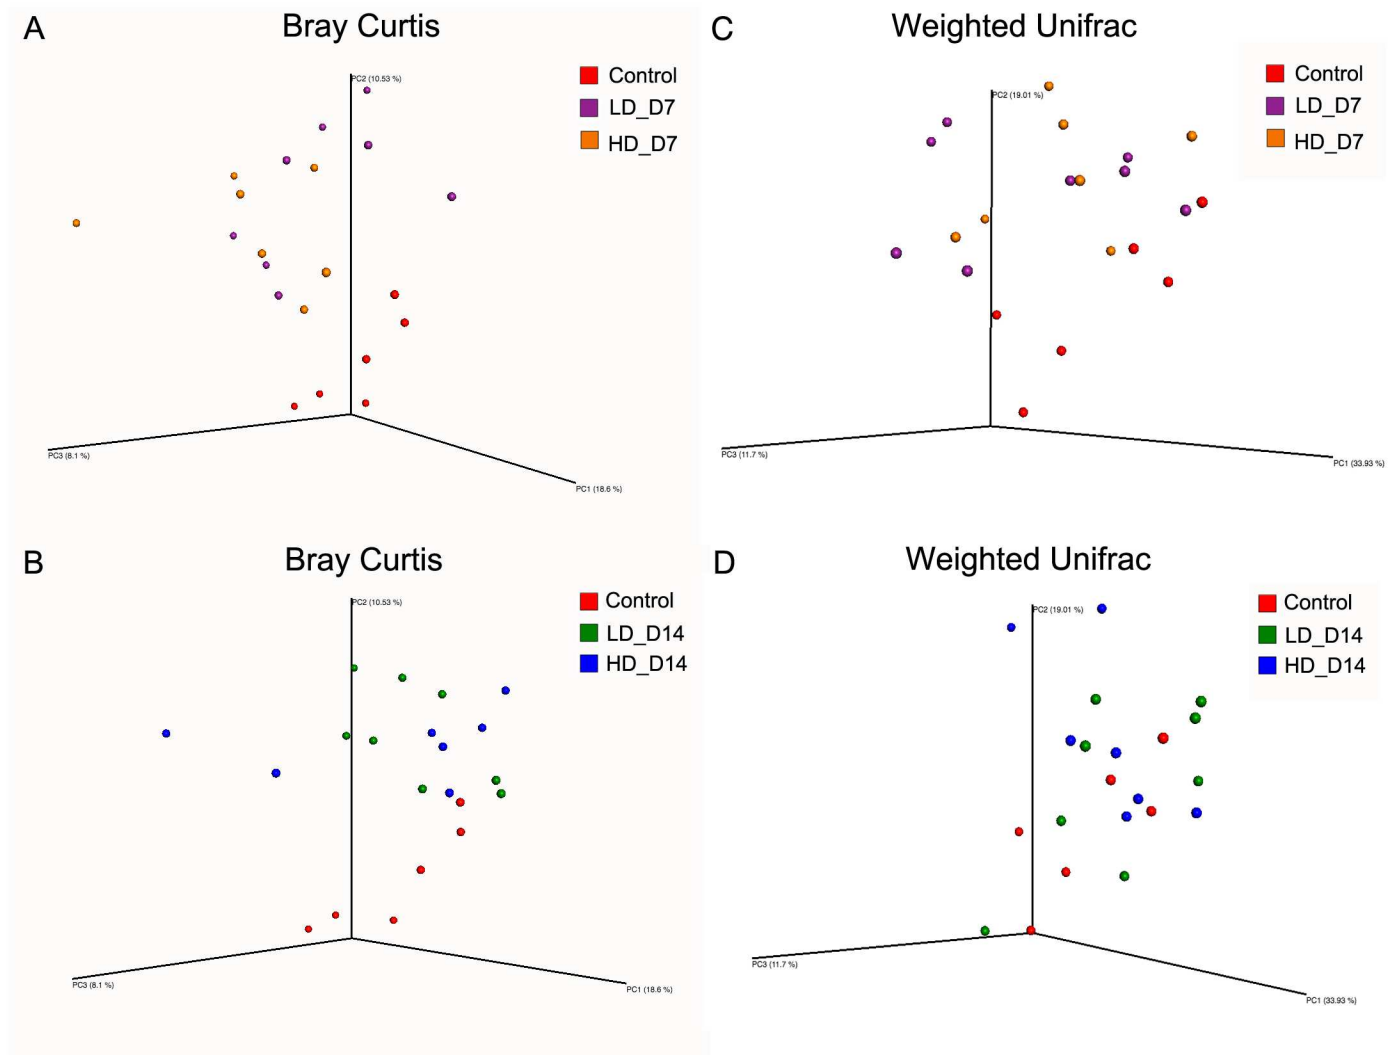 A
Bray Curtis
PC2 (10.53 %)
Control
LD_D7
HD_D7
PC3 (8.1 %)
PC1 (18.6 %)
C
Weighted Unifrac
PC2 (19.01 %)
Control
LD_D7
HD_D7
PC3 (11.7 %)
PC1 (33.93 %)
B
Bray Curtis
PC2 (10.53 %)
Control
LD_D14
HD_D14
PC3 (8.1 %)
PC1 (18.6 %)
D
Weighted Unifrac
PC2 (19.01 %)
Control
LD_D14
HD_D14
PC3 (11.7 %)
PC1 (33.93 %)